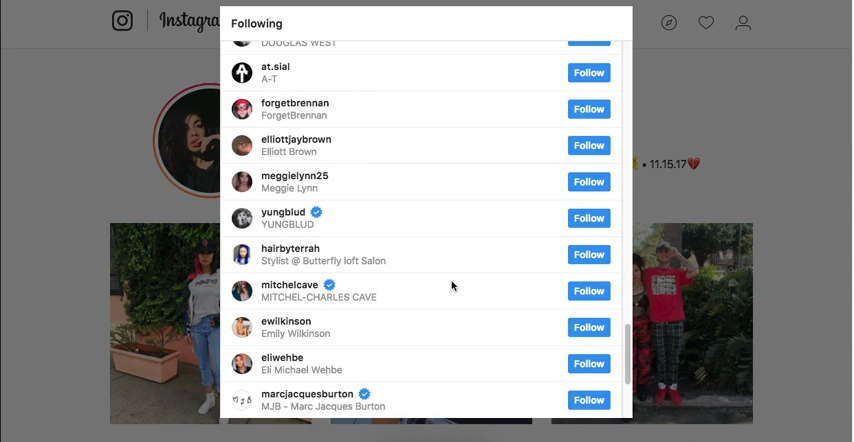 Instagra
Following
DOUGLAS WEST
at.sial
A-T
Follow
forgetbrennan
ForgetBrennan
Follow
elliottjaybrown
Elliott Brown
Follow
meggielynn25
Meggie Lynn
Follow
yungblud
YUNGBLUD
Follow
hairbyterrah
Stylist @ Butterfly loft Salon
Follow
mitchelcave
MITCHEL-CHARLES CAVE
Follow
ewilkinson
Emily Wilkinson
Follow
eliwehbe
Eli Michael Wehbe
Follow
marcjacquesburton
MJB - Marc Jacques Burton
Follow
• 11.15.17💔